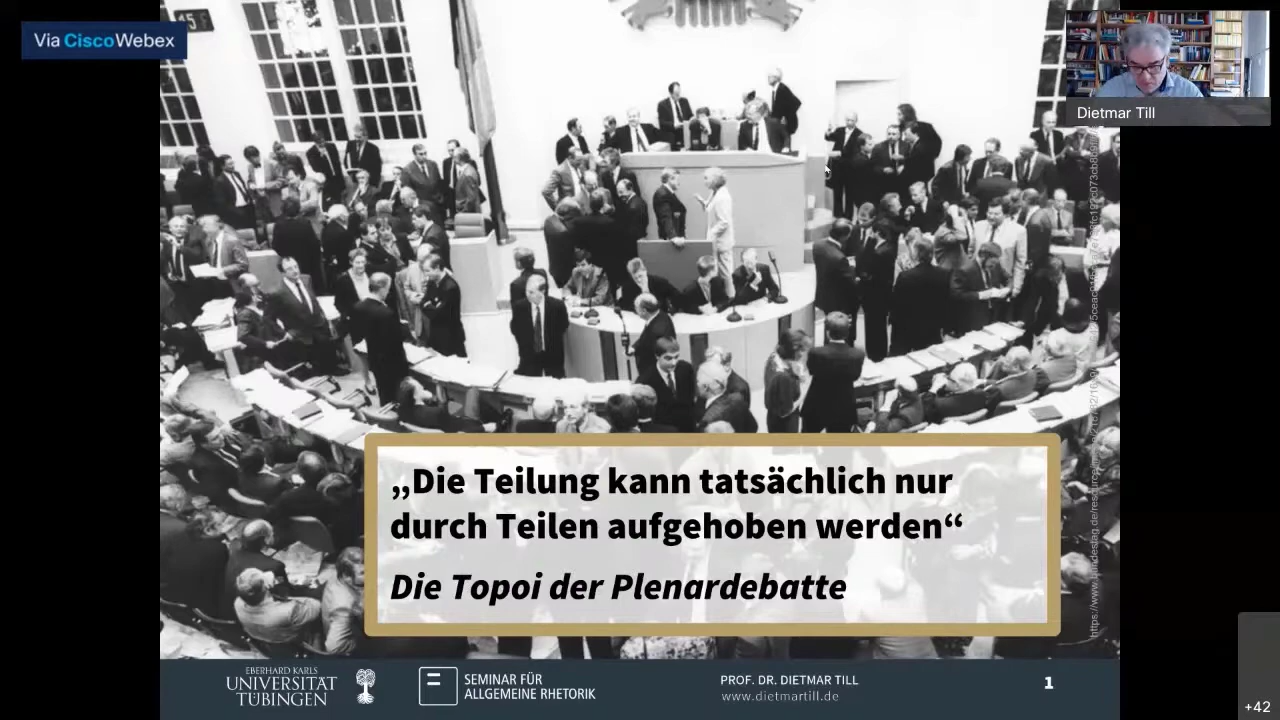 Via CiscoWebex
Dietmar Till
„Die Teilung kann tatsächlich nur
durch Teilen aufgehoben werden“
Die Topoi der Plenardebatte
EBERHARD KARLS
UNIVERSITÄT
TÜBINGEN
SEMINAR FÜR
ALLGEMEINE RHETORIK
PROF. DR. DIETMAR TILL
www.dietmartill.de
1
+42